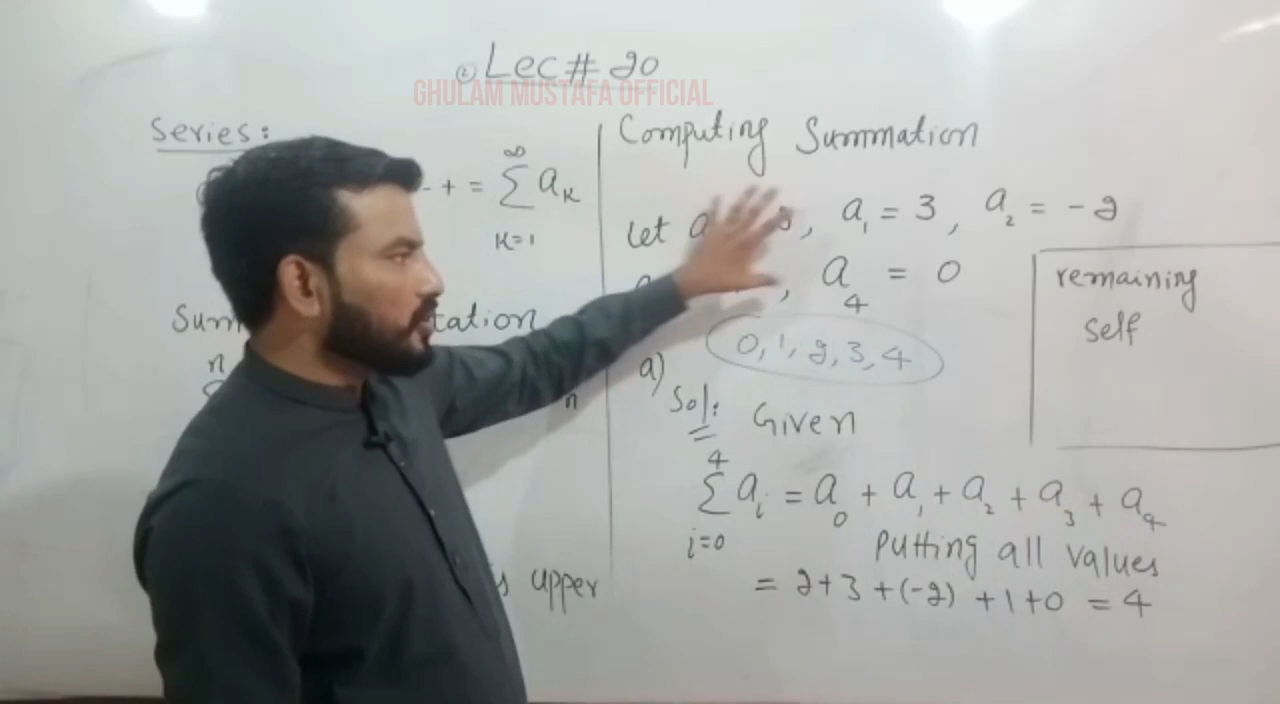 Lec # 20
GHULAM MUSTAFA OFFICIAL
Series:
- + = ∞ ∑ K=1 aₖ
n
n
upper
Computing Summation
Let a , a₁ = 3 , a₂ = -2
, a₄ = 0
0, 1, 2, 3, 4
a)
Sol: Given
4 ∑ i=0 aᵢ = a₀ + a₁ + a₂ + a₃ + a₄
Putting all values
= 2+3+(-2)+1+0 = 4
remaining
self